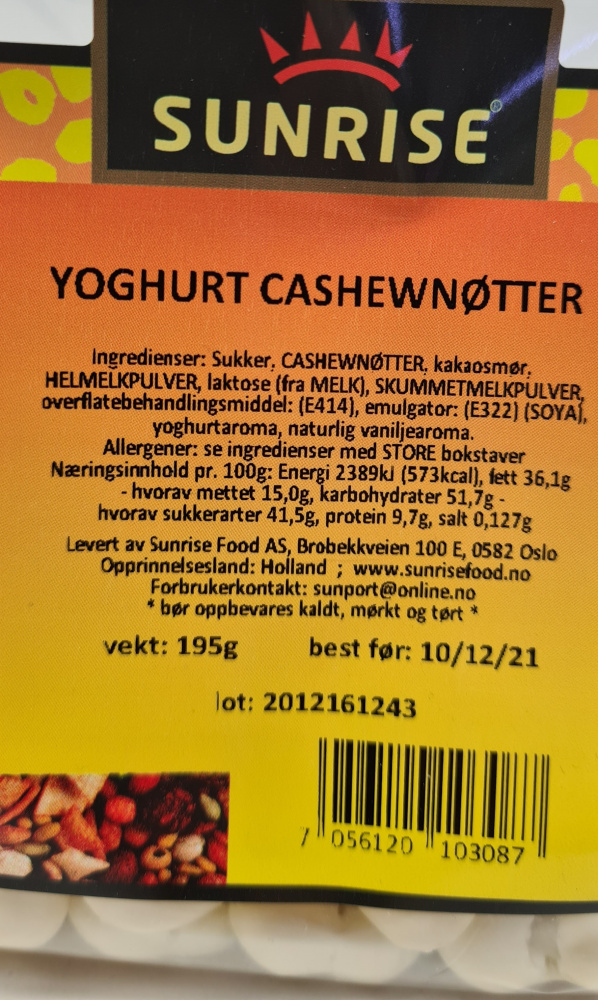 SUNRISE®
YOGHURT CASHEWNØTTER
Ingredienser: Sukker, CASHEWNØTTER, kakaosmør,
HELMELKPULVER, laktose (fra MELK), SKUMMETMELKPULVER,
overflatebehandlingsmiddel: (E414), emulgator: (E322) (SOYA),
yoghurtaroma, naturlig vaniljearoma.
Allergener: se ingredienser med STORE bokstaver
Næringsinnhold pr. 100g: Energi 2389kJ (573kcal), fett 36,1g
- hvorav mettet 15,0g, karbohydrater 51,7g -
hvorav sukkerarter 41,5g, protein 9,7g, salt 0,127g
Levert av Sunrise Food AS, Brobekkveien 100 E, 0582 Oslo
Opprinnelsesland: Holland ; www.sunrisefood.no
Forbrukerkontakt: sunport@online.no
* bør oppbevares kaldt, mørkt og tørt *
vekt: 195g best før: 10/12/21
lot: 2012161243
7 056120 103087